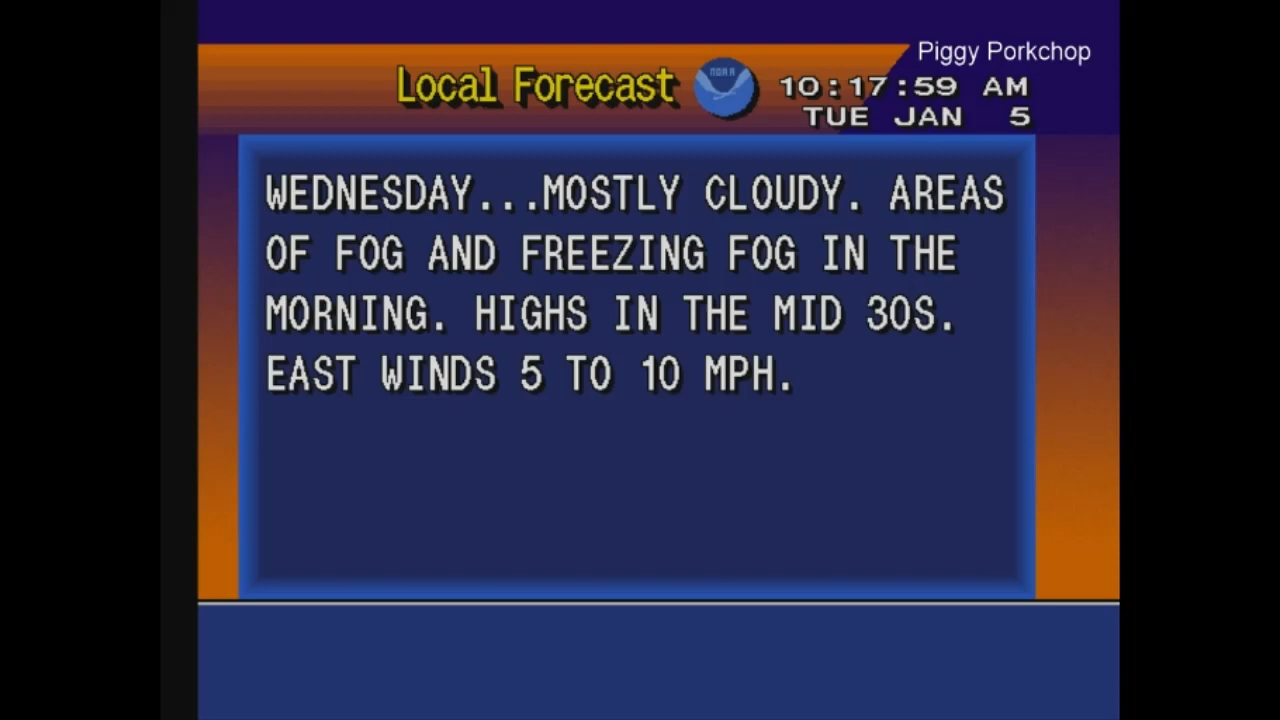 Piggy Porkchop
Local Forecast NOAA 10:17:59 AM
TUE JAN 5
WEDNESDAY...MOSTLY CLOUDY. AREAS
OF FOG AND FREEZING FOG IN THE
MORNING. HIGHS IN THE MID 30S.
EAST WINDS 5 TO 10 MPH.